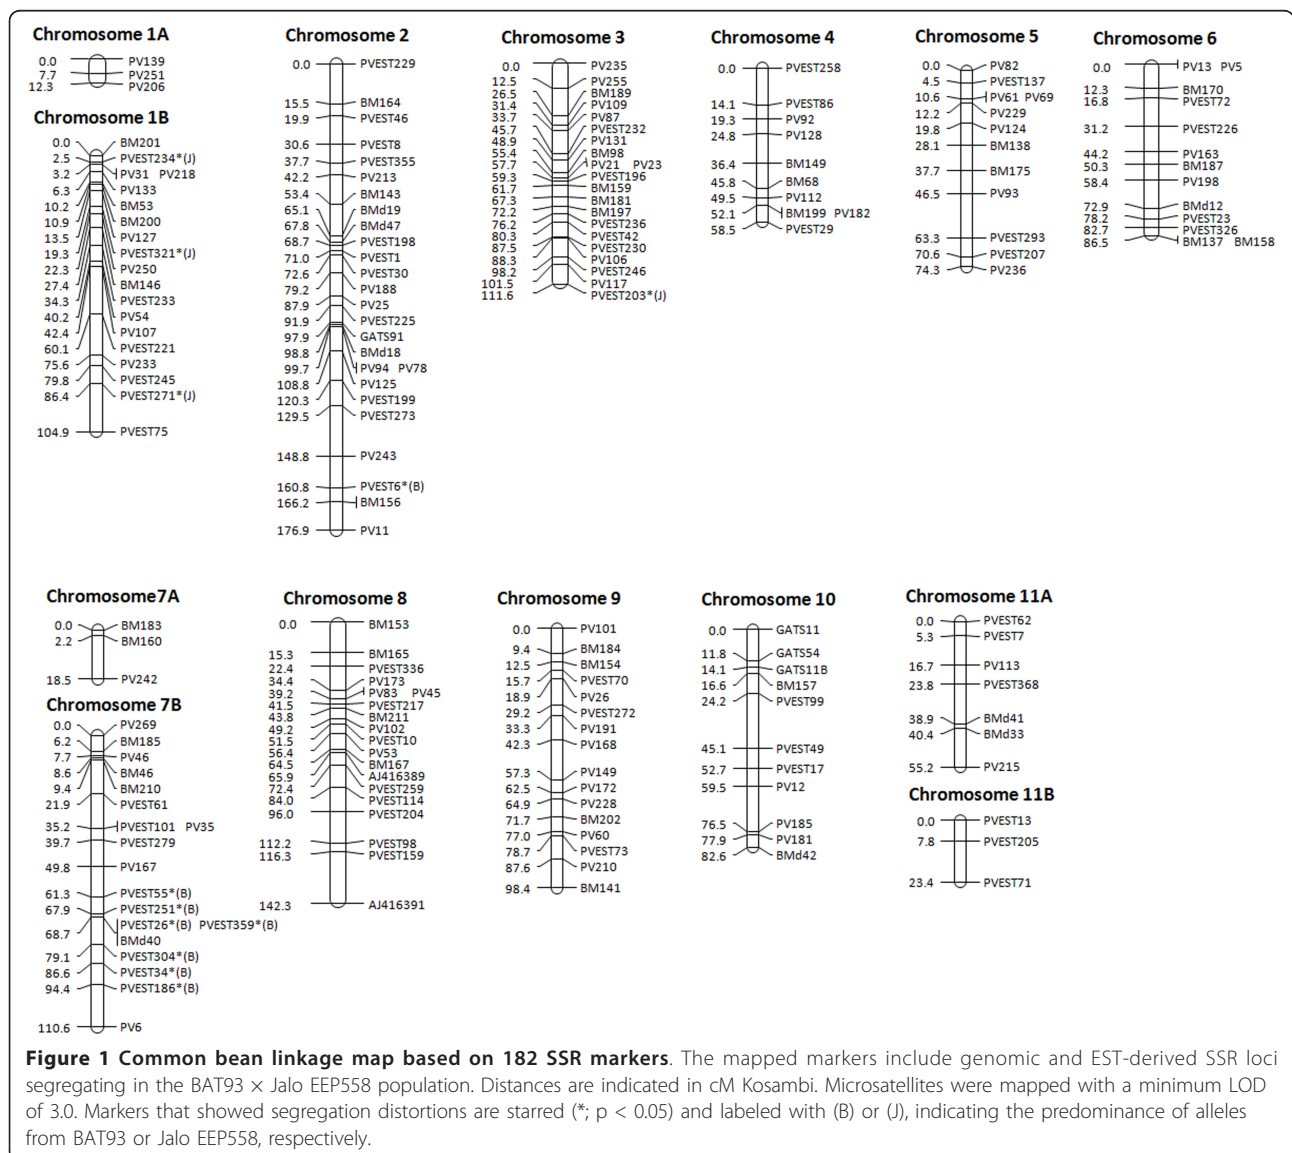 Chromosome 1A
0.0 PV139
7.7 PV251
12.3 PV206
Chromosome 1B
0.0 BM201
2.5 PVEST234*(J)
3.2 PV31 PV218
6.3 PV133
10.2 BM53
10.9 BM200
13.5 PV127
19.3 PVEST321*(J)
22.3 PV250
27.4 BM146
34.3 PVEST233
40.2 PV54
42.4 PV107
60.1 PVEST221
75.6 PV233
79.8 PVEST245
86.4 PVEST271*(J)
104.9 PVEST75
Chromosome 2
0.0 PVEST229
15.5 BM164
19.9 PVEST46
30.6 PVEST8
37.7 PVEST355
42.2 PV213
53.4 BM143
65.1 BMd19
67.8 BMd47
68.7 PVEST198
71.0 PVEST1
72.6 PVEST30
79.2 PV188
87.9 PV25
91.9 PVEST225
97.9 GATS91
98.8 BMd18
99.7 PV94 PV78
108.8 PV125
120.3 PVEST199
129.5 PVEST273
148.8 PV243
160.8 PVEST6*(B)
166.2 BM156
176.9 PV11
Chromosome 3
0.0 PV235
12.5 PV255
26.5 BM189
31.4 PV109
33.7 PV87
45.7 PVEST232
48.9 PV131
55.4 BM98
57.7 PV21 PV23
59.3 PVEST196
61.7 BM159
67.3 BM181
72.2 BM197
76.2 PVEST236
80.3 PVEST42
87.5 PVEST230
88.3 PV106
98.2 PVEST246
101.5 PV117
111.6 PVEST203*(J)
Chromosome 4
0.0 PVEST258
14.1 PVEST86
19.3 PV92
24.8 PV128
36.4 BM149
45.8 BM68
49.5 PV112
52.1 BM199 PV182
58.5 PVEST29
Chromosome 5
0.0 PV82
4.5 PVEST137
10.6 PV61 PV69
12.2 PV229
19.8 PV124
28.1 BM138
37.7 BM175
46.5 PV93
63.3 PVEST293
70.6 PVEST207
74.3 PV236
Chromosome 6
0.0 PV13 PV5
12.3 BM170
16.8 PVEST72
31.2 PVEST226
44.2 PV163
50.3 BM187
58.4 PV198
72.9 BMd12
78.2 PVEST23
82.7 PVEST326
86.5 BM137 BM158
Chromosome7A
0.0 BM183
2.2 BM160
18.5 PV242
Chromosome 7B
0.0 PV269
6.2 BM185
7.7 PV46
8.6 BM46
9.4 BM210
21.9 PVEST61
35.2 PVEST101 PV35
39.7 PVEST279
49.8 PV167
61.3 PVEST55*(B)
67.9 PVEST251*(B)
68.7 PVEST26*(B) PVEST359*(B)
BMd40
79.1 PVEST304*(B)
86.6 PVEST34*(B)
94.4 PVEST186*(B)
110.6 PV6
Chromosome 8
0.0 BM153
15.3 BM165
22.4 PVEST336
34.4 PV173
39.2 PV83 PV45
41.5 PVEST217
43.8 BM211
49.2 PV102
51.5 PVEST10
56.4 PV53
64.5 BM167
65.9 AJ416389
72.4 PVEST259
84.0 PVEST114
96.0 PVEST204
112.2 PVEST98
116.3 PVEST159
142.3 AJ416391
Chromosome 9
0.0 PV101
9.4 BM184
12.5 BM154
15.7 PVEST70
18.9 PV26
29.2 PVEST272
33.3 PV191
42.3 PV168
57.3 PV149
62.5 PV172
64.9 PV228
71.7 BM202
77.0 PV60
78.7 PVEST73
87.6 PV210
98.4 BM141
Chromosome 10
0.0 GATS11
11.8 GATS54
14.1 GATS11B
16.6 BM157
24.2 PVEST99
45.1 PVEST49
52.7 PVEST17
59.5 PV12
76.5 PV185
77.9 PV181
82.6 BMd42
Chromosome 11A
0.0 PVEST62
5.3 PVEST7
16.7 PV113
23.8 PVEST368
38.9 BMd41
40.4 BMd33
55.2 PV215
Chromosome 11B
0.0 PVEST13
7.8 PVEST205
23.4 PVEST71
Figure 1 Common bean linkage map based on 182 SSR markers. The mapped markers include genomic and EST-derived SSR loci
segregating in the BAT93 × Jalo EEP558 population. Distances are indicated in cM Kosambi. Microsatellites were mapped with a minimum LOD
of 3.0. Markers that showed segregation distortions are starred (*; p < 0.05) and labeled with (B) or (J), indicating the predominance of alleles
from BAT93 or Jalo EEP558, respectively.